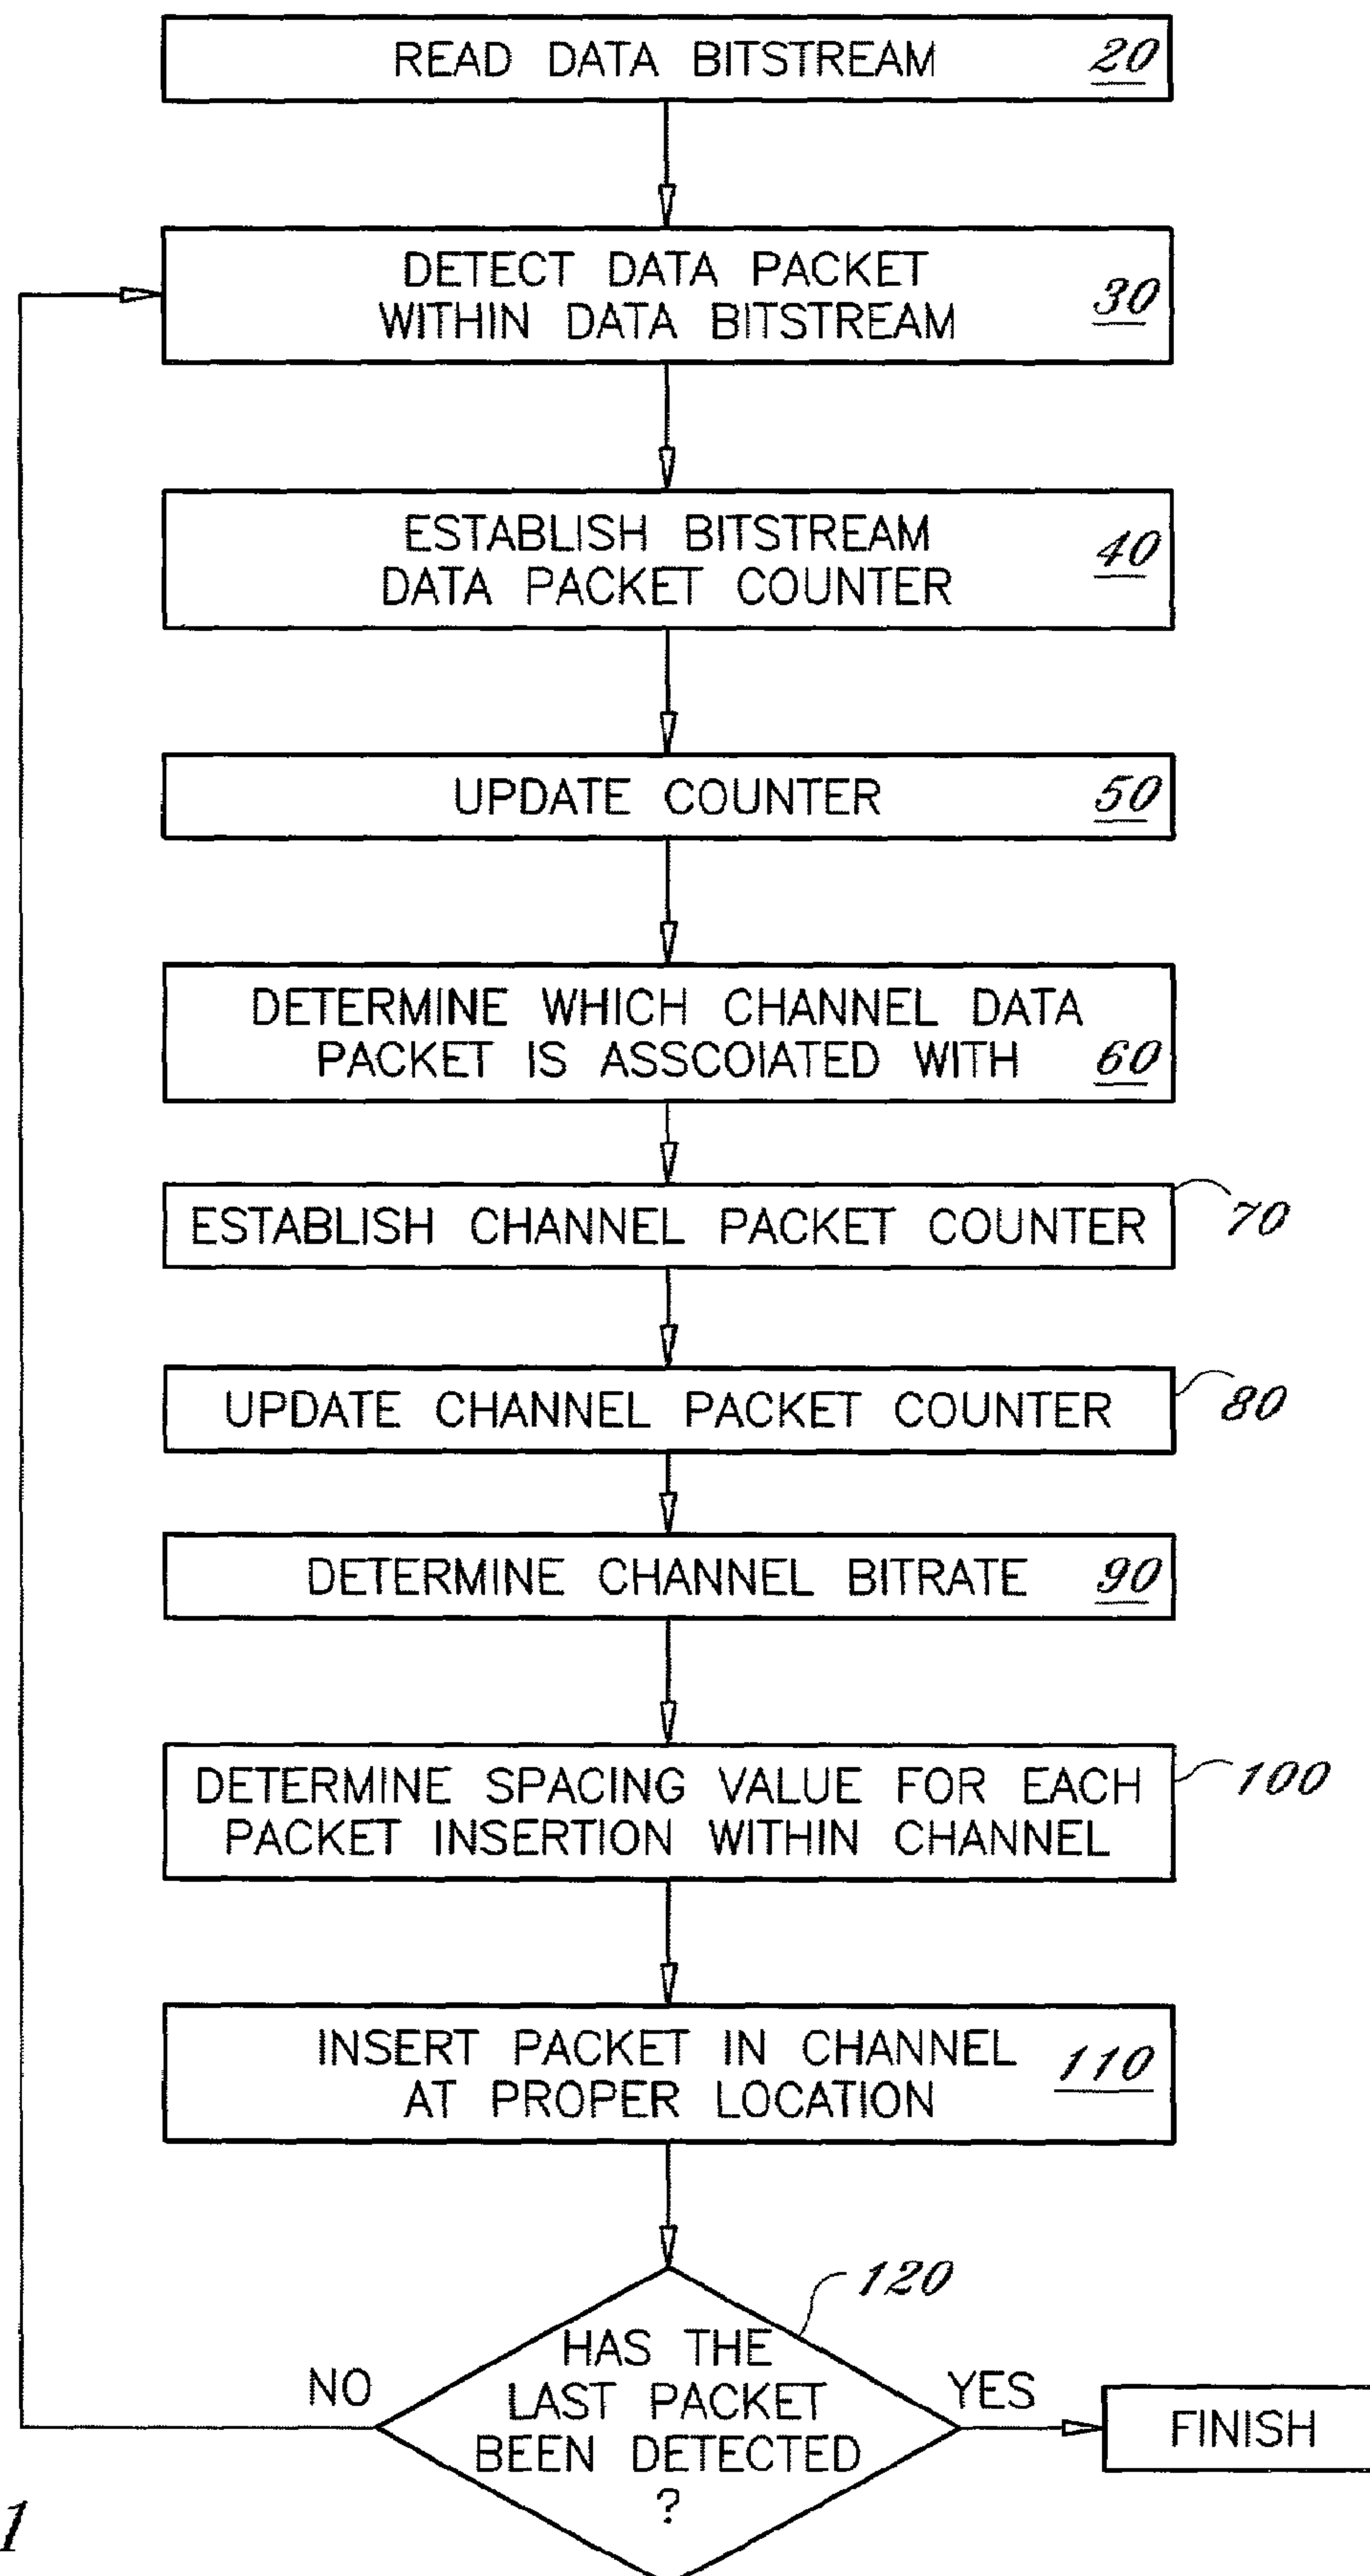 READ DATA BITSTREAM 20
DETECT DATA PACKET
WITHIN DATA BITSTREAM 30
ESTABLISH BITSTREAM
DATA PACKET COUNTER 40
UPDATE COUNTER 50
DETERMINE WHICH CHANNEL DATA
PACKET IS ASSCOIATED WITH 60
ESTABLISH CHANNEL PACKET COUNTER 70
UPDATE CHANNEL PACKET COUNTER 80
DETERMINE CHANNEL BITRATE 90
DETERMINE SPACING VALUE FOR EACH 100
PACKET INSERTION WITHIN CHANNEL
INSERT PACKET IN CHANNEL 110
AT PROPER LOCATION
120
HAS THE
NO LAST PACKET YES
BEEN DETECTED FINISH
?
1